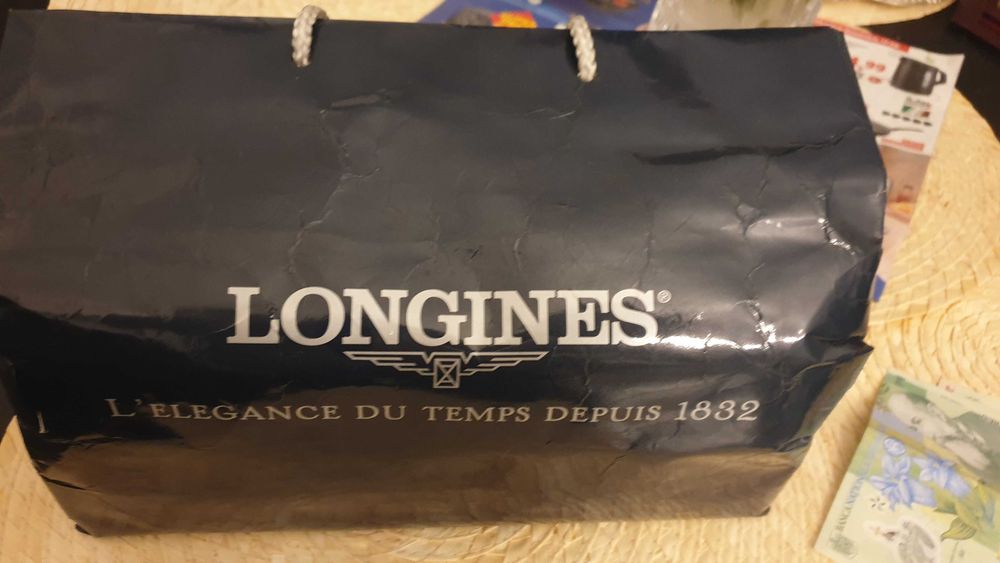 LONGINES®
L'ELEGANCE DU TEMPS DEPUIS 1832